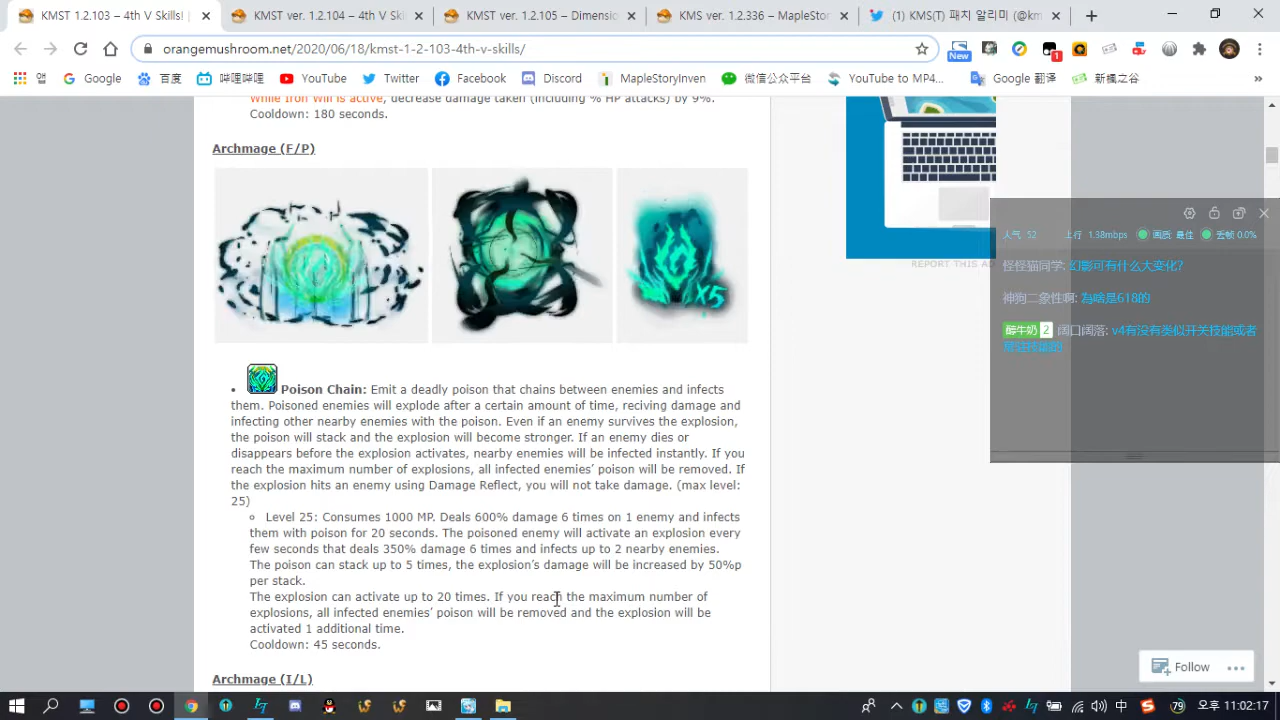 KMST 1.2.103 – 4th V Skills!
KMST ver. 1.2.104 – 4th V Ski
KMST ver. 1.2.105 – Dimensio
KMS ver. 1.2.336 – MapleStor
(1) KMS(T) 패치 알리미 (@km
orangemushroom.net/2020/06/18/kmst-1-2-103-4th-v-skills/
New
1
앱
Google
百度
哔哩哔哩
YouTube
Twitter
Facebook
Discord
MapleStoryInven
微信公众平台
YouTube to MP4...
Google 翻译
新楓之谷
»
While Iron Will is active, decrease damage taken (including % HP attacks) by 9%.
Cooldown: 180 seconds.
Archmage (F/P)
X5
REPORT THIS AD
人气 52 上行 1.38mbps 画质 最佳 丢帧 0.0%
怪怪猫同学: 幻影可有什么大变化?
神狗二象性啊: 為啥是618的
酸牛奶 2 阔口阔落: v4有没有类似开关技能或者
Poison Chain: Emit a deadly poison that chains between enemies and infects
them. Poisoned enemies will explode after a certain amount of time, reciving damage and
infecting other nearby enemies with the poison. Even if an enemy survives the explosion,
the poison will stack and the explosion will become stronger. If an enemy dies or
disappears before the explosion activates, nearby enemies will be infected instantly. If you
reach the maximum number of explosions, all infected enemies' poison will be removed. If
the explosion hits an enemy using Damage Reflect, you will not take damage. (max level:
25)
Level 25: Consumes 1000 MP. Deals 600% damage 6 times on 1 enemy and infects
them with poison for 20 seconds. The poisoned enemy will activate an explosion every
few seconds that deals 350% damage 6 times and infects up to 2 nearby enemies.
The poison can stack up to 5 times, the explosion's damage will be increased by 50%p
per stack.
The explosion can activate up to 20 times. If you reach the maximum number of
explosions, all infected enemies' poison will be removed and the explosion will be
activated 1 additional time.
Cooldown: 45 seconds.
Archmage (I/L)
Follow
中
79
오후 11:02:17